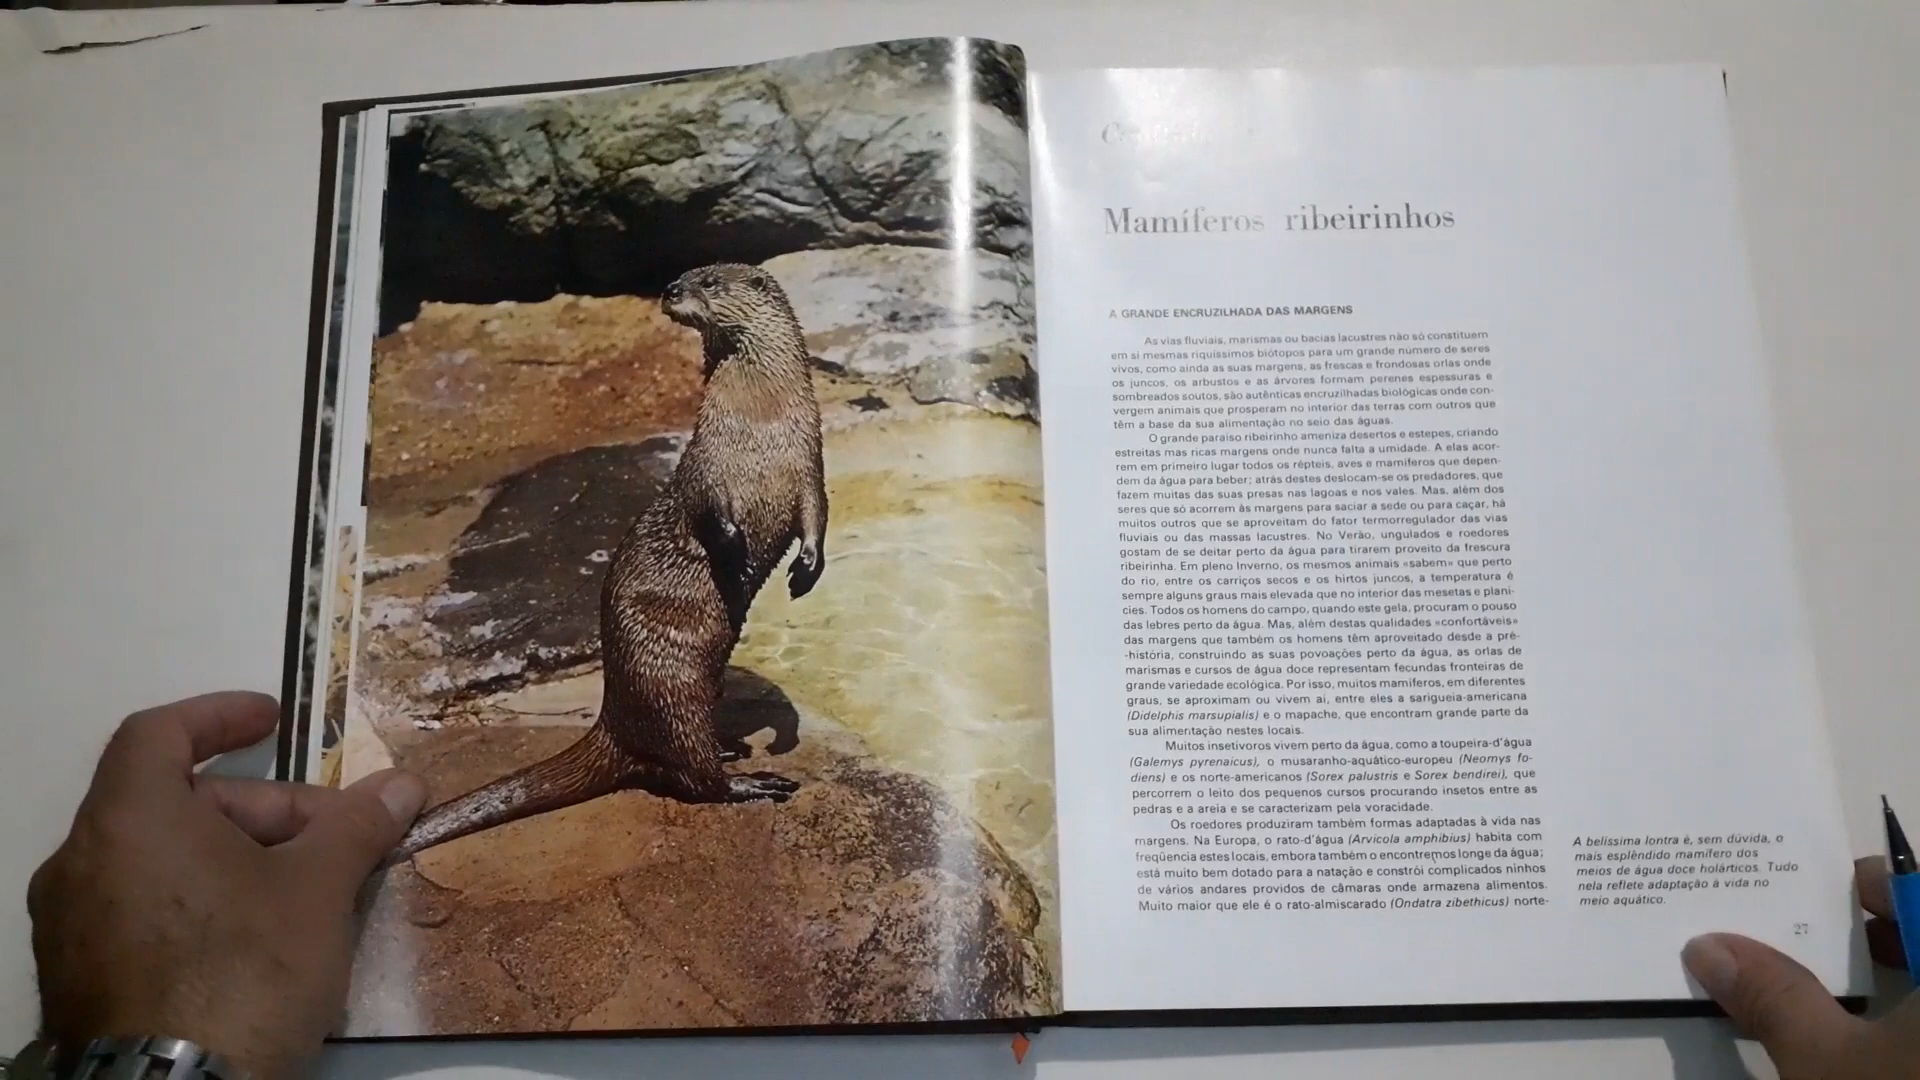 Mamíferos ribeirinhos
A GRANDE ENCRUZILHADA DAS MARGENS
As vias fluviais, marismas ou bacias lacustres não só constituem
em si mesmas riquíssimos biótopos para um grande número de seres
vivos, como ainda as suas margens, as frescas e frondosas orlas onde
os juncos, os arbustos e as árvores formam perenes espessuras e
sombreados soutos, são autênticas encruzilhadas biológicas onde con-
vergem animais que prosperam no interior das terras com outros que
têm a base da sua alimentação no seio das águas.
O grande paraíso ribeirinho ameniza desertos e estepes, criando
estreitas mas ricas margens onde nunca falta a umidade. A elas acor-
rem em primeiro lugar todos os répteis, aves e mamíferos que depen-
dem da água para beber; atrás destes deslocam-se os predadores, que
fazem muitas das suas presas nas lagoas e nos vales. Mas, além dos
seres que só acorrem às margens para saciar a sede ou para caçar, há
muitos outros que se aproveitam do fator termorregulador das vias
fluviais ou das massas lacustres. No Verão, ungulados e roedores
gostam de se deitar perto da água para tirarem proveito da frescura
ribeirinha. Em pleno Inverno, os mesmos animais «sabem» que perto
do rio, entre os carriços secos e os hirtos juncos, a temperatura é
sempre alguns graus mais elevada que no interior das mesetas e planí-
cies. Todos os homens do campo, quando este gela, procuram o pouso
das lebres perto da água. Mas, além destas qualidades «confortáveis»
das margens que também os homens têm aproveitado desde a pré-
-história, construindo as suas povoações perto da água, as orlas de
marismas e cursos de água doce representam fecundas fronteiras de
grande variedade ecológica. Por isso, muitos mamíferos, em diferentes
graus, se aproximam ou vivem aí, entre eles a sarigueia-americana
(Didelphis marsupialis) e o mapache, que encontram grande parte da
sua alimentação nestes locais.
Muitos insetívoros vivem perto da água, como a toupeira-d'água
(Galemys pyrenaicus), o musaranho-aquático-europeu (Neomys fo-
diens) e os norte-americanos (Sorex palustris e Sorex bendirei), que
percorrem o leito dos pequenos cursos procurando insetos entre as
pedras e a areia e se caracterizam pela voracidade.
Os roedores produziram também formas adaptadas à vida nas
margens. Na Europa, o rato-d'água (Arvicola amphibius) habita com
freqüencia estes locais, embora também o encontremos longe da água;
está muito bem dotado para a natação e constrói complicados ninhos
de vários andares providos de câmaras onde armazena alimentos.
Muito maior que ele é o rato-almiscarado (Ondatra zibethicus) norte-
A belíssima lontra é, sem dúvida, o
mais esplêndido mamífero dos
meios de água doce holárticos. Tudo
nela reflete adaptação à vida no
meio aquático.
27